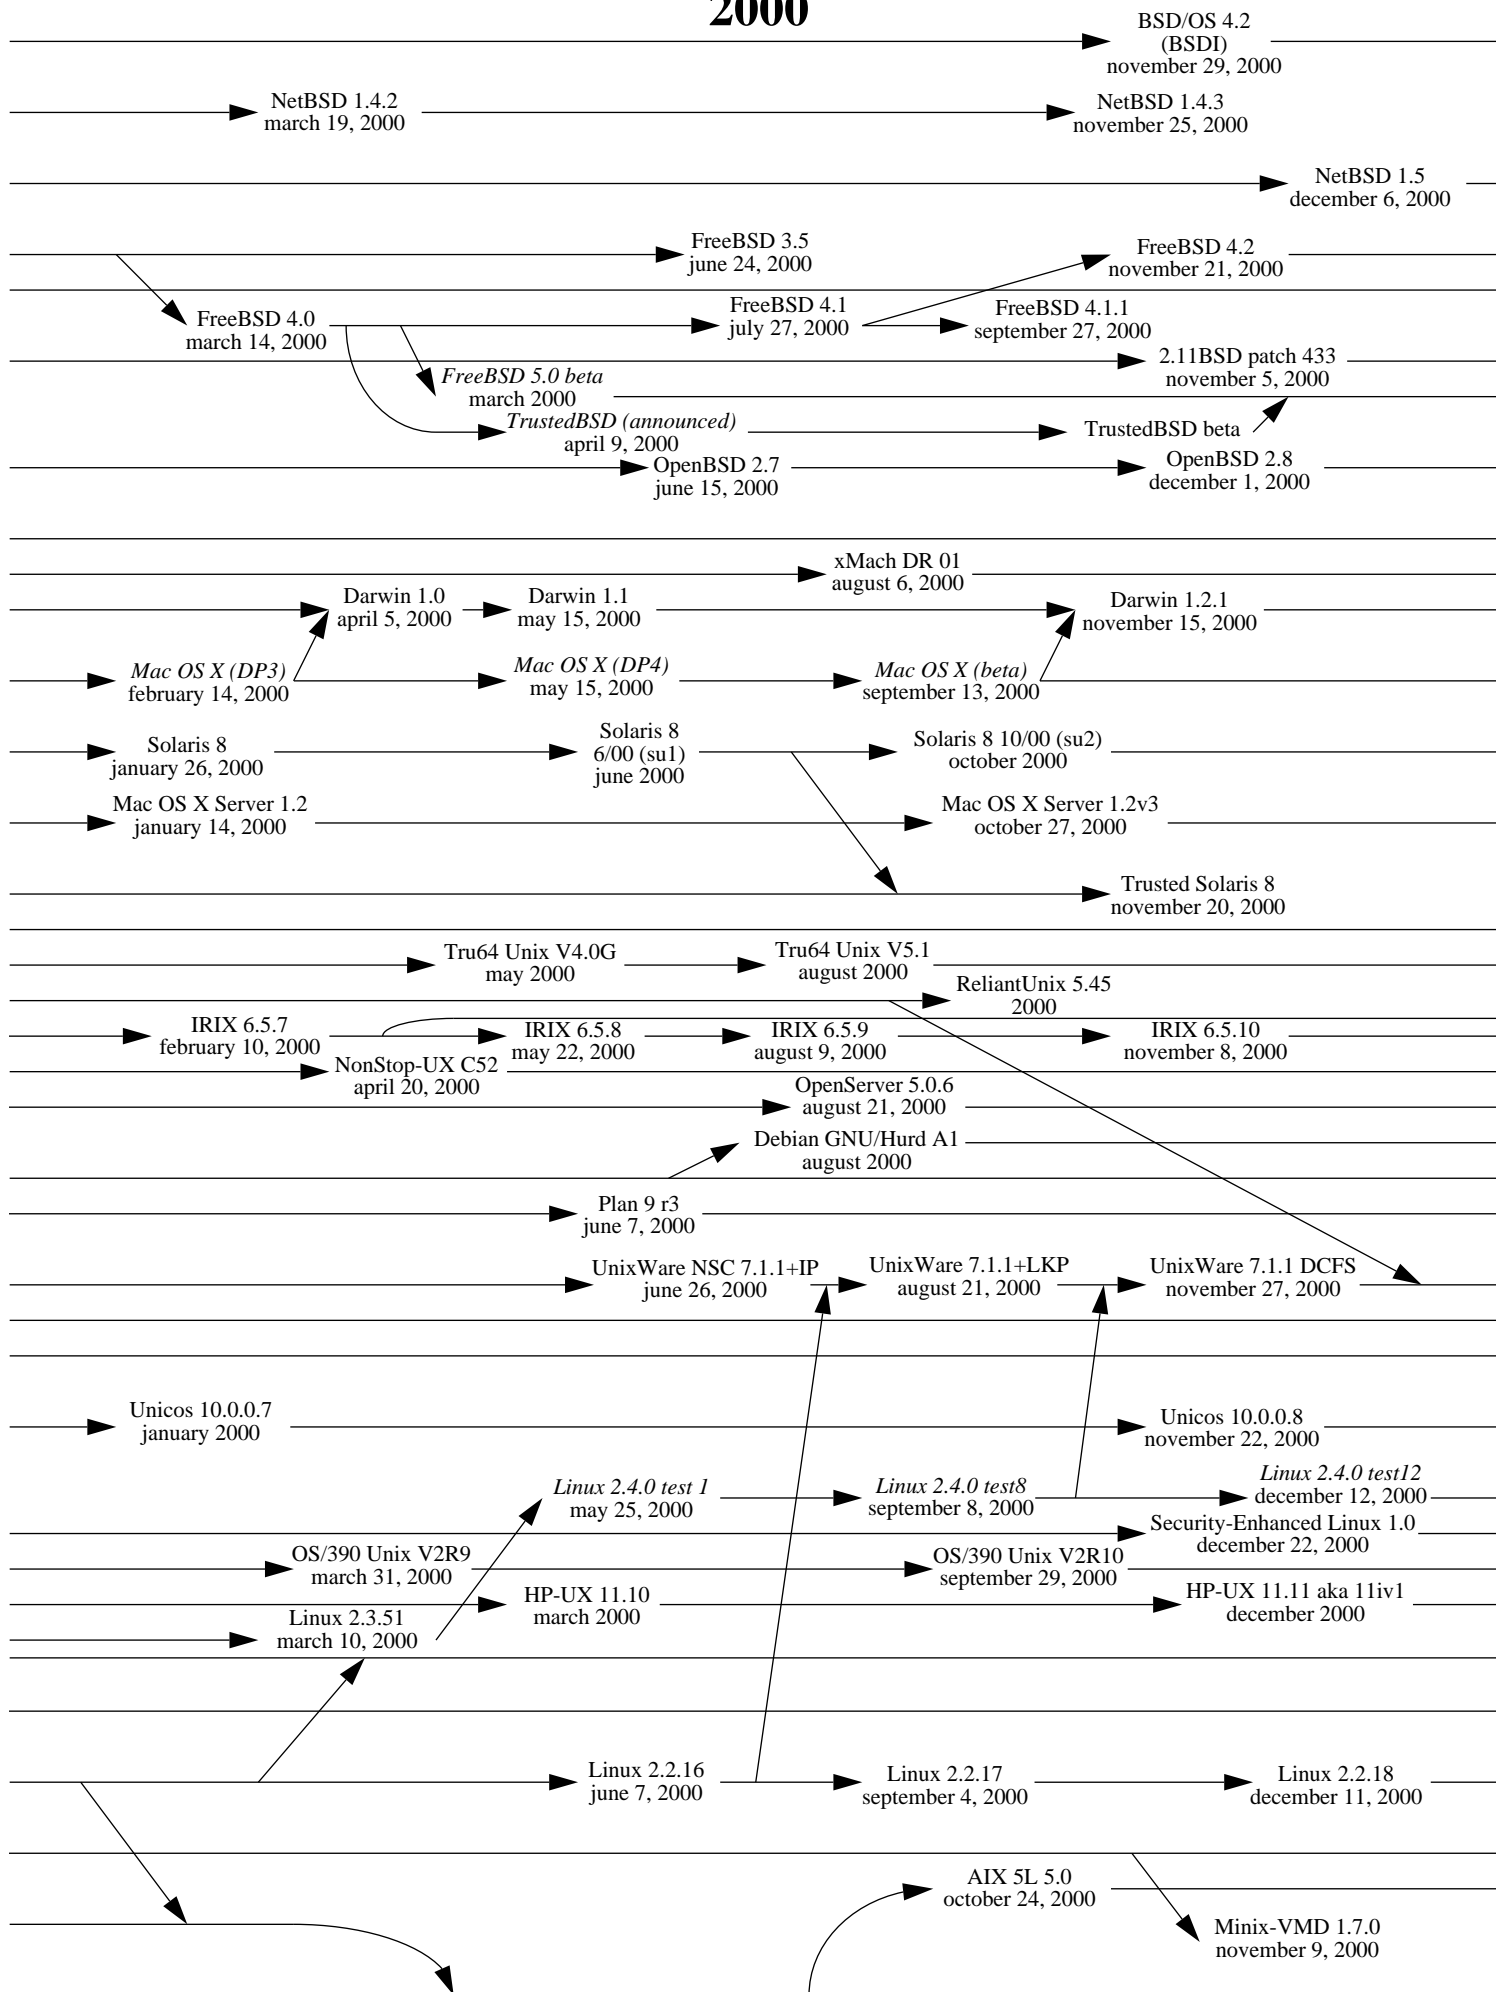 2000
BSD/OS 4.2
(BSDI)
november 29, 2000
NetBSD 1.4.2
march 19, 2000
NetBSD 1.4.3
november 25, 2000
NetBSD 1.5
december 6, 2000
FreeBSD 3.5
june 24, 2000
FreeBSD 4.2
november 21, 2000
FreeBSD 4.0
march 14, 2000
FreeBSD 4.1
july 27, 2000
FreeBSD 4.1.1
september 27, 2000
2.11BSD patch 433
november 5, 2000
FreeBSD 5.0 beta
march 2000
TrustedBSD (announced)
april 9, 2000
TrustedBSD beta
OpenBSD 2.7
june 15, 2000
OpenBSD 2.8
december 1, 2000
xMach DR 01
august 6, 2000
Darwin 1.0
april 5, 2000
Darwin 1.1
may 15, 2000
Darwin 1.2.1
november 15, 2000
Mac OS X (DP3)
february 14, 2000
Mac OS X (DP4)
may 15, 2000
Mac OS X (beta)
september 13, 2000
Solaris 8
january 26, 2000
Solaris 8
6/00 (su1)
june 2000
Solaris 8 10/00 (su2)
october 2000
Mac OS X Server 1.2
january 14, 2000
Mac OS X Server 1.2v3
october 27, 2000
Trusted Solaris 8
november 20, 2000
Tru64 Unix V4.0G
may 2000
Tru64 Unix V5.1
august 2000
ReliantUnix 5.45
2000
IRIX 6.5.7
february 10, 2000
IRIX 6.5.8
may 22, 2000
IRIX 6.5.9
august 9, 2000
IRIX 6.5.10
november 8, 2000
NonStop-UX C52
april 20, 2000
OpenServer 5.0.6
august 21, 2000
Debian GNU/Hurd A1
august 2000
Plan 9 r3
june 7, 2000
UnixWare NSC 7.1.1+IP
june 26, 2000
UnixWare 7.1.1+LKP
august 21, 2000
UnixWare 7.1.1 DCFS
november 27, 2000
Unicos 10.0.0.7
january 2000
Unicos 10.0.0.8
november 22, 2000
Linux 2.4.0 test 1
may 25, 2000
Linux 2.4.0 test8
september 8, 2000
Linux 2.4.0 test12
december 12, 2000
Security-Enhanced Linux 1.0
december 22, 2000
OS/390 Unix V2R9
march 31, 2000
OS/390 Unix V2R10
september 29, 2000
HP-UX 11.10
march 2000
HP-UX 11.11 aka 11iv1
december 2000
Linux 2.3.51
march 10, 2000
Linux 2.2.16
june 7, 2000
Linux 2.2.17
september 4, 2000
Linux 2.2.18
december 11, 2000
AIX 5L 5.0
october 24, 2000
Minix-VMD 1.7.0
november 9, 2000